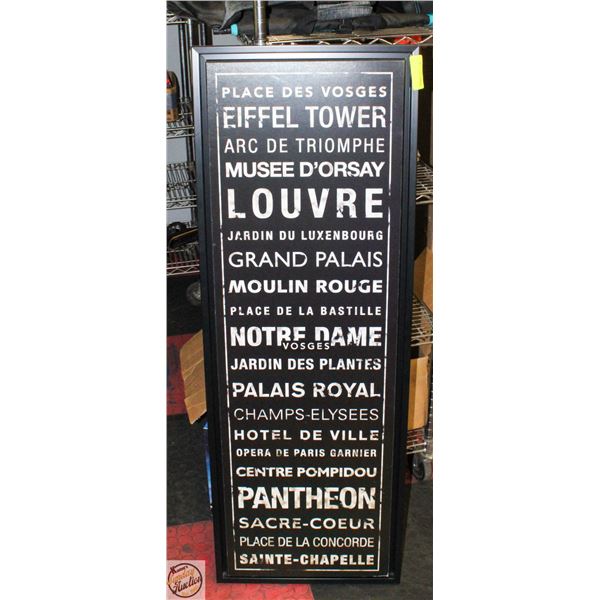 PLACE DES VOSGES
EIFFEL TOWER
ARC DE TRIOMPHE
MUSEE D'ORSAY
LOUVRE
JARDIN DU LUXENBOURG
GRAND PALAIS
MOULIN ROUGE
PLACE DE LA BASTILLE
NOTRE DAME
VOSGES
JARDIN DES PLANTES
PALAIS ROYAL
CHAMPS-ELYSEES
HOTEL DE VILLE
OPERA DE PARIS GARNIER
CENTRE POMPIDOU
PANTHEON
SACRE-COEUR
PLACE DE LA CONCORDE
SAINTE-CHAPELLE
Auction